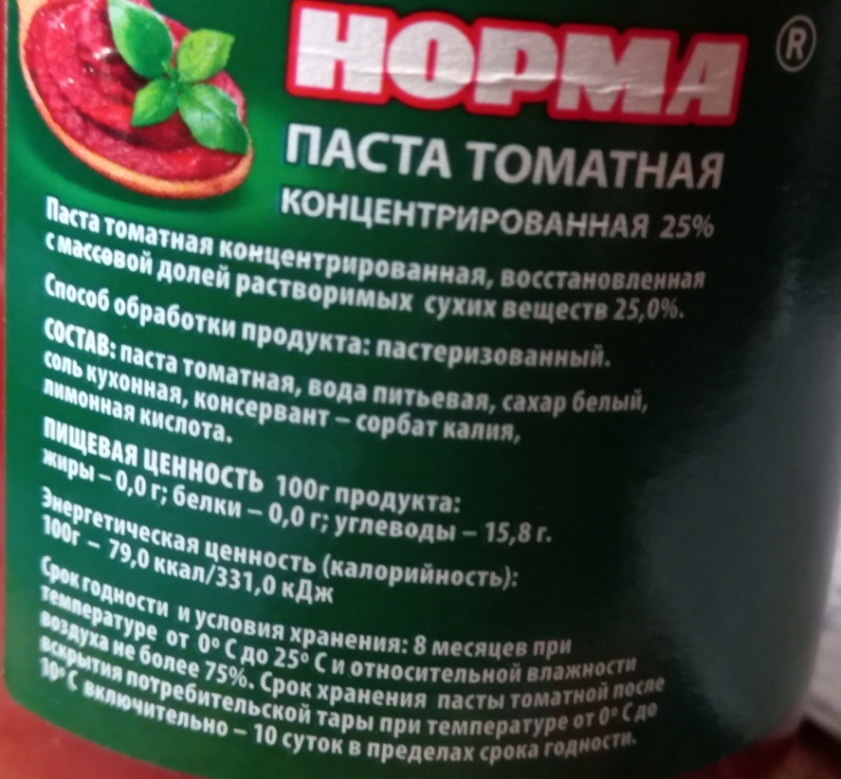 НОРМА ®
ПАСТА ТОМАТНАЯ
КОНЦЕНТРИРОВАННАЯ 25%
Паста томатная концентрированная, восстановленная
с массовой долей растворимых сухих веществ 25,0%.
Способ обработки продукта: пастеризованный.
СОСТАВ: паста томатная, вода питьевая, сахар белый,
соль кухонная, консервант – сорбат калия,
лимонная кислота.
ПИЩЕВАЯ ЦЕННОСТЬ 100г продукта:
жиры – 0,0 г; белки – 0,0 г; углеводы – 15,8 г.
Энергетическая ценность (калорийность):
100г – 79,0 ккал/331,0 кДж
Срок годности и условия хранения: 8 месяцев при
температуре от 0° С до 25° С и относительной влажности
воздуха не более 75%. Срок хранения пасты томатной после
вскрытия потребительской тары при температуре от 0° С до
10° С включительно – 10 суток в пределах срока годности.